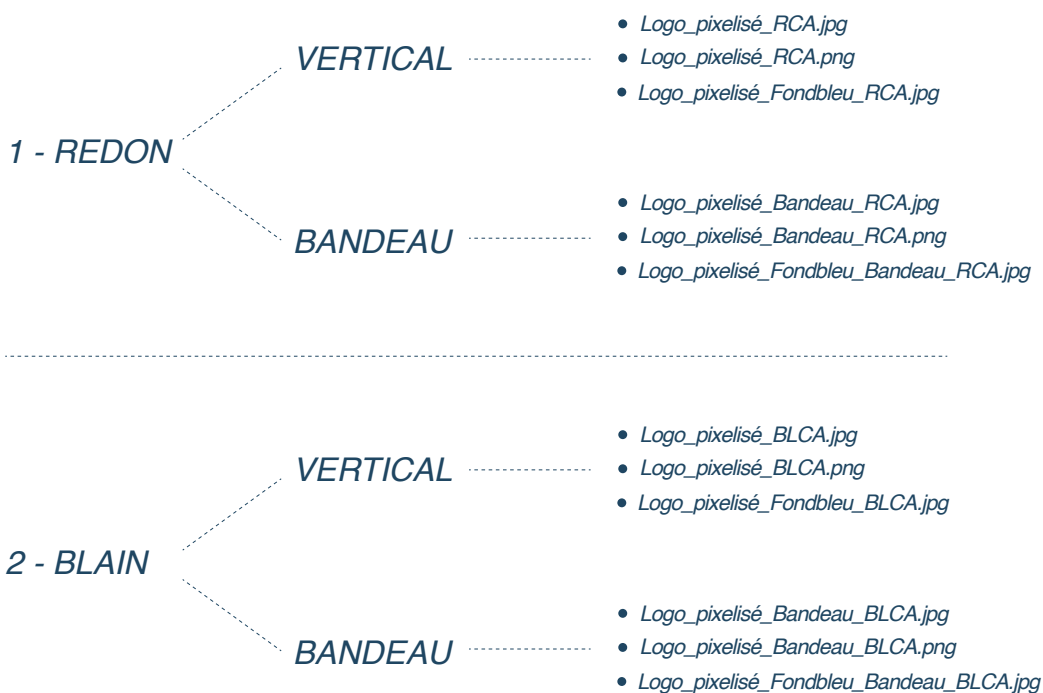 1 - REDON
VERTICAL
• Logo_pixelisé_RCA.jpg
• Logo_pixelisé_RCA.png
• Logo_pixelisé_Fondbleu_RCA.jpg
BANDEAU
• Logo_pixelisé_Bandeau_RCA.jpg
• Logo_pixelisé_Bandeau_RCA.png
• Logo_pixelisé_Fondbleu_Bandeau_RCA.jpg
2 - BLAIN
VERTICAL
• Logo_pixelisé_BLCA.jpg
• Logo_pixelisé_BLCA.png
• Logo_pixelisé_Fondbleu_BLCA.jpg
BANDEAU
• Logo_pixelisé_Bandeau_BLCA.jpg
• Logo_pixelisé_Bandeau_BLCA.png
• Logo_pixelisé_Fondbleu_Bandeau_BLCA.jpg